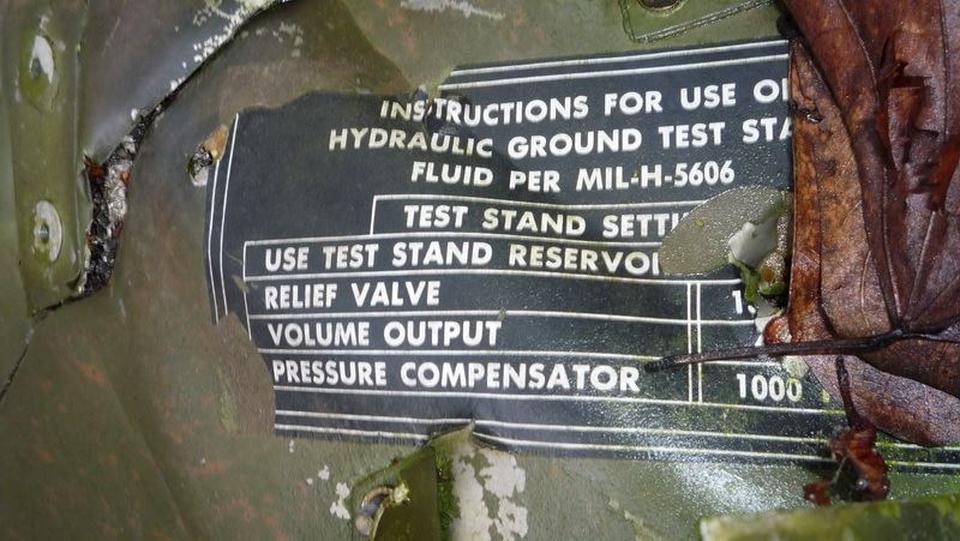 INSTRUCTIONS FOR USE
HYDRAULIC GROUND TEST
FLUID PER MIL-H-5606
TEST STAND
USE TEST STAND
RELIEF VALVE
VOLUME OUTPUT
PRESSURE COMPENSATOR 1000